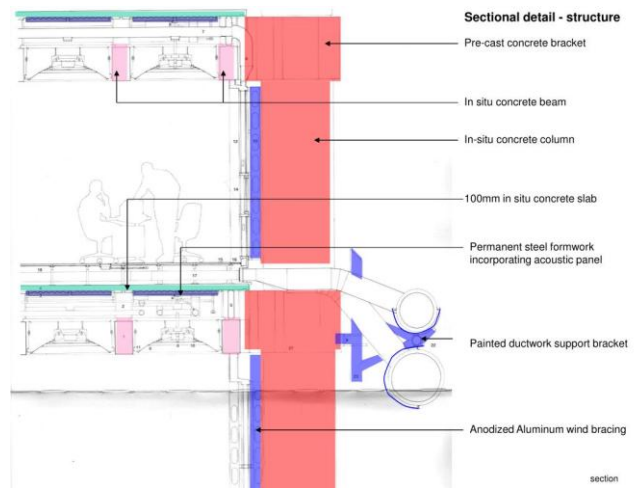 Sectional detail - structure
Pre-cast concrete bracket
In situ concrete beam
In-situ concrete column
100mm in situ concrete slab
Permanent steel formwork
incorporating acoustic panel
Painted ductwork support bracket
Anodized Aluminum wind bracing
section